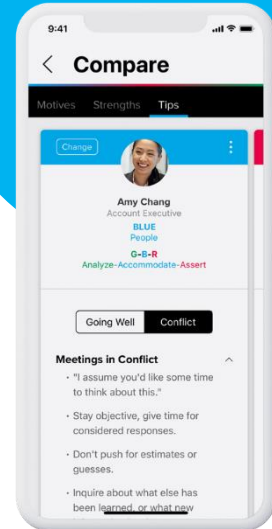 9:41
Compare
Motives Strengths Tips
Change
Amy Chang
Account Executive
BLUE
People
G-B-R
Analyze-Accommodate-Assert
Going Well Conflict
Meetings in Conflict
• "I assume you'd like some time
to think about this."
• Stay objective, give time for
considered responses.
• Don't push for estimates or
guesses.
• Inquire about what else has
been learned, or what new